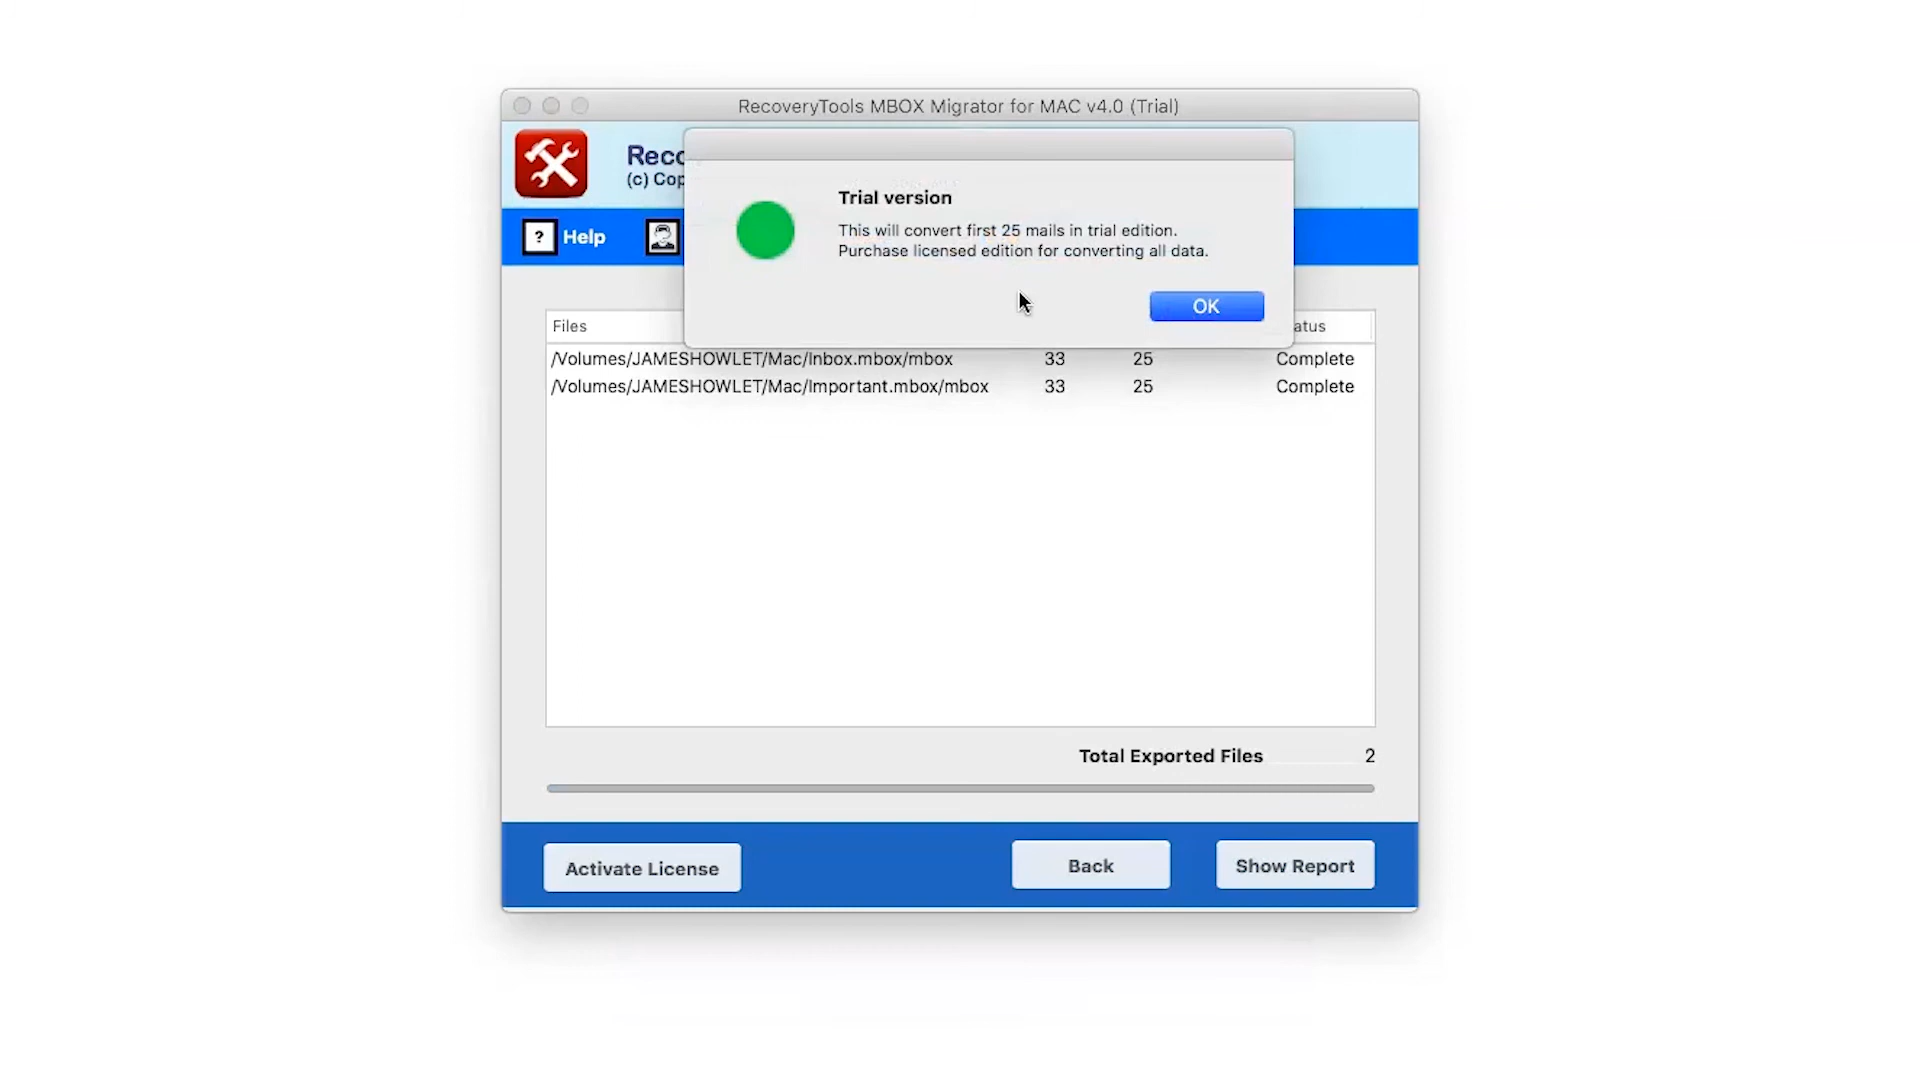 RecoveryTools MBOX Migrator for MAC v4.0 (Trial)
Reco
(c) Cop
Trial version
This will convert first 25 mails in trial edition.
Purchase licensed edition for converting all data.
OK
? Help
Files atus
/Volumes/JAMESHOWLET/Mac/Inbox.mbox/mbox 33 25 Complete
/Volumes/JAMESHOWLET/Mac/Important.mbox/mbox 33 25 Complete
Total Exported Files 2
Activate License Back Show Report